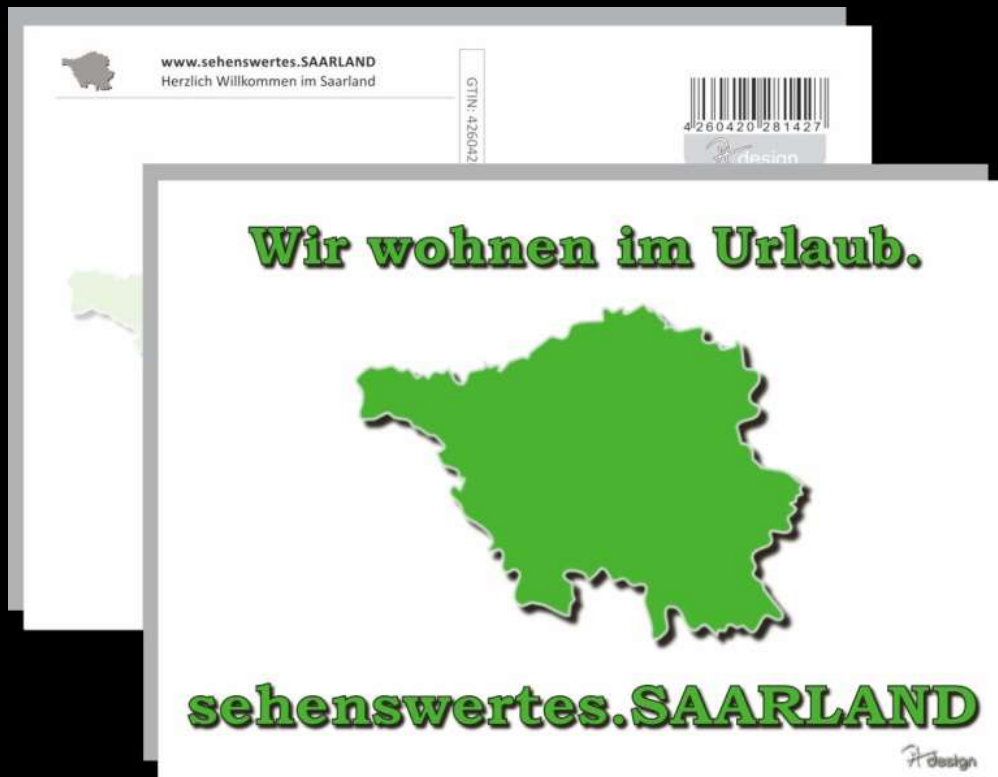 www.sehenswertes.SAARLAND
Herzlich Willkommen im Saarland
GTIN: 426042
4 260420 281427
design
Wir wohnen im Urlaub.
sehenswertes.SAARLAND
design